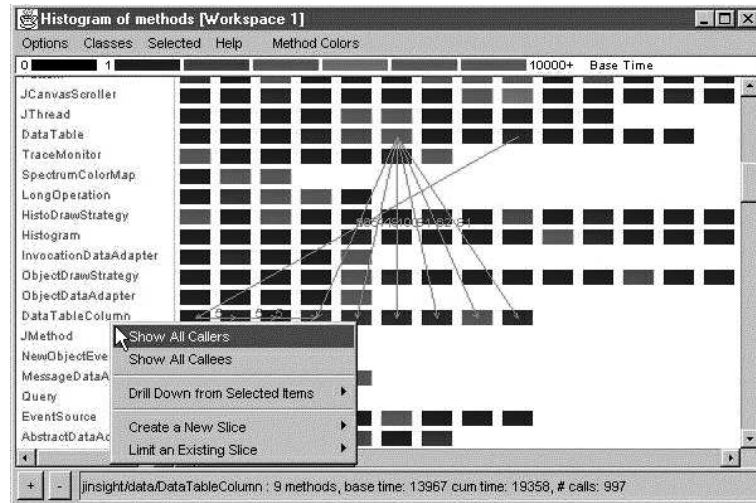 Histogram of methods [Workspace 1]
Options Classes Selected Help Method Colors
0 1 10000+ Base Time
JCanvasScroller
JThread
DataTable
TraceMonitor
SpectrumColorMap
LongOperation
HistoDrawStrategy
Histogram
InvocationDataAdapter
ObjectDrawStrategy
ObjectDataAdapter
DataTableColumn
JMethod
Show All Callers
NewObjectEve
Show All Callees
MessageDataA
Query
Drill Down from Selected Items
EventSource
Create a New Slice
AbstractDataAc
Limit an Existing Slice
+ - jinsight/data/DataTableColumn : 9 methods, base time: 13967 cum time: 19358, # calls: 997